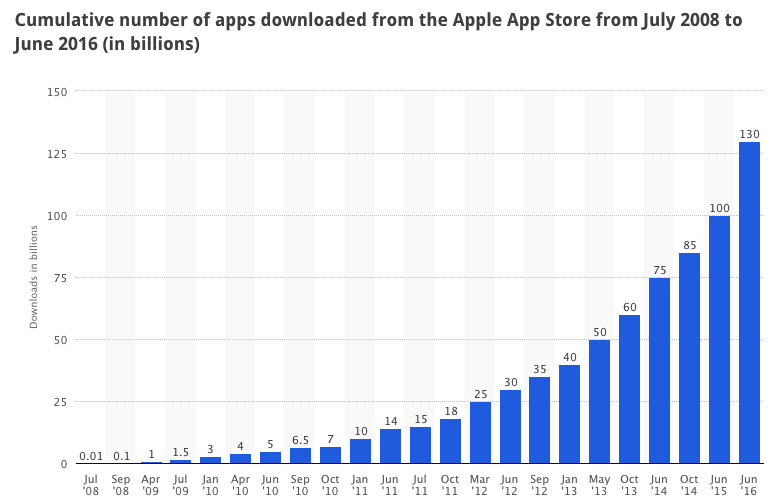 Cumulative number of apps downloaded from the Apple App Store from July 2008 to
June 2016 (in billions)
150
125
100
75
50
25
0
Downloads in billions
0.01 0.1 1 1.5 3 4 5 6.5 7 10 14 15 18 25 30 35 40 50 60 75 85 100 130
Jul Sep Apr Jul Jan Apr Jun Sep Oct Jan Jun Jul Oct Mar Jun Sep Jan May Oct Jun Oct Jun Jun
'08 '08 '09 '09 '10 '10 '10 '10 '10 '11 '11 '11 '11 '12 '12 '12 '13 '13 '13 '14 '14 '15 '16